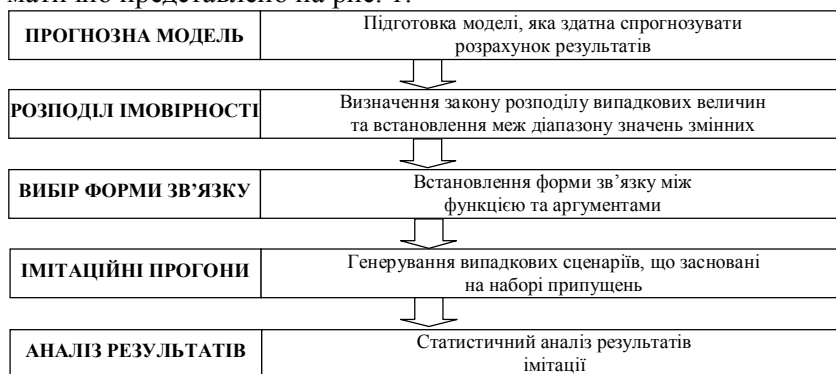 матично представлено на рис. 1.
ПРОГНОЗНА МОДЕЛЬ
Підготовка моделі, яка здатна спрогнозувати
розрахунок результатів
РОЗПОДІЛ ІМОВІРНОСТІ
Визначення закону розподілу випадкових величин
та встановлення меж діапазону значень змінних
ВИБІР ФОРМИ ЗВ’ЯЗКУ
Встановлення форми зв’язку між
функцією та аргументами
ІМІТАЦІЙНІ ПРОГОНИ
Генерування випадкових сценаріїв, що засновані
на наборі припущень
АНАЛІЗ РЕЗУЛЬТАТІВ
Статистичний аналіз результатів
імітації